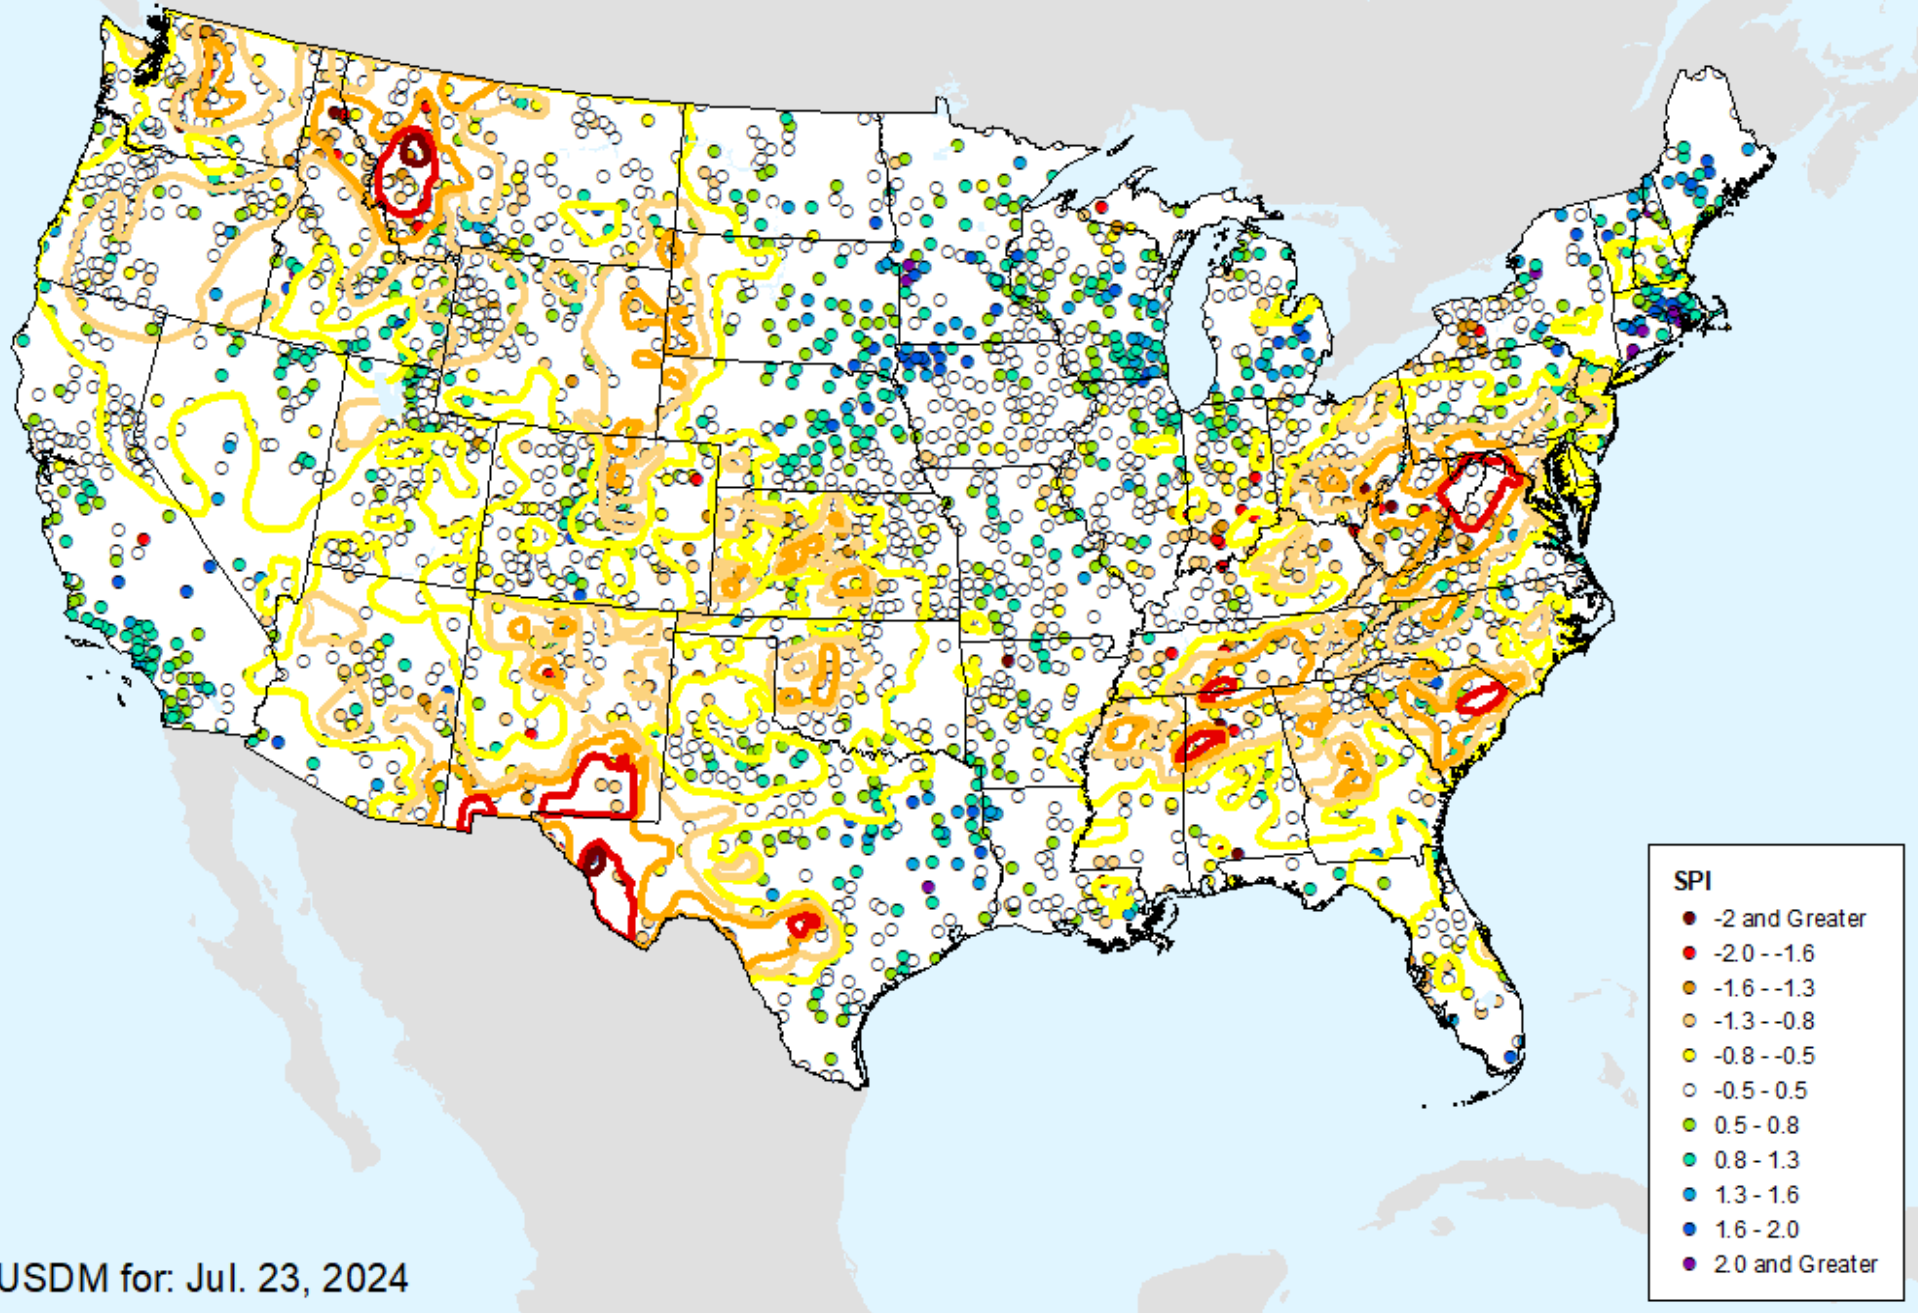 SPI
-2 and Greater
-2.0 - -1.6
-1.6 - -1.3
-1.3 - -0.8
-0.8 - -0.5
-0.5 - 0.5
0.5 - 0.8
0.8 - 1.3
1.3 - 1.6
1.6 - 2.0
2.0 and Greater
USDM for: Jul. 23, 2024